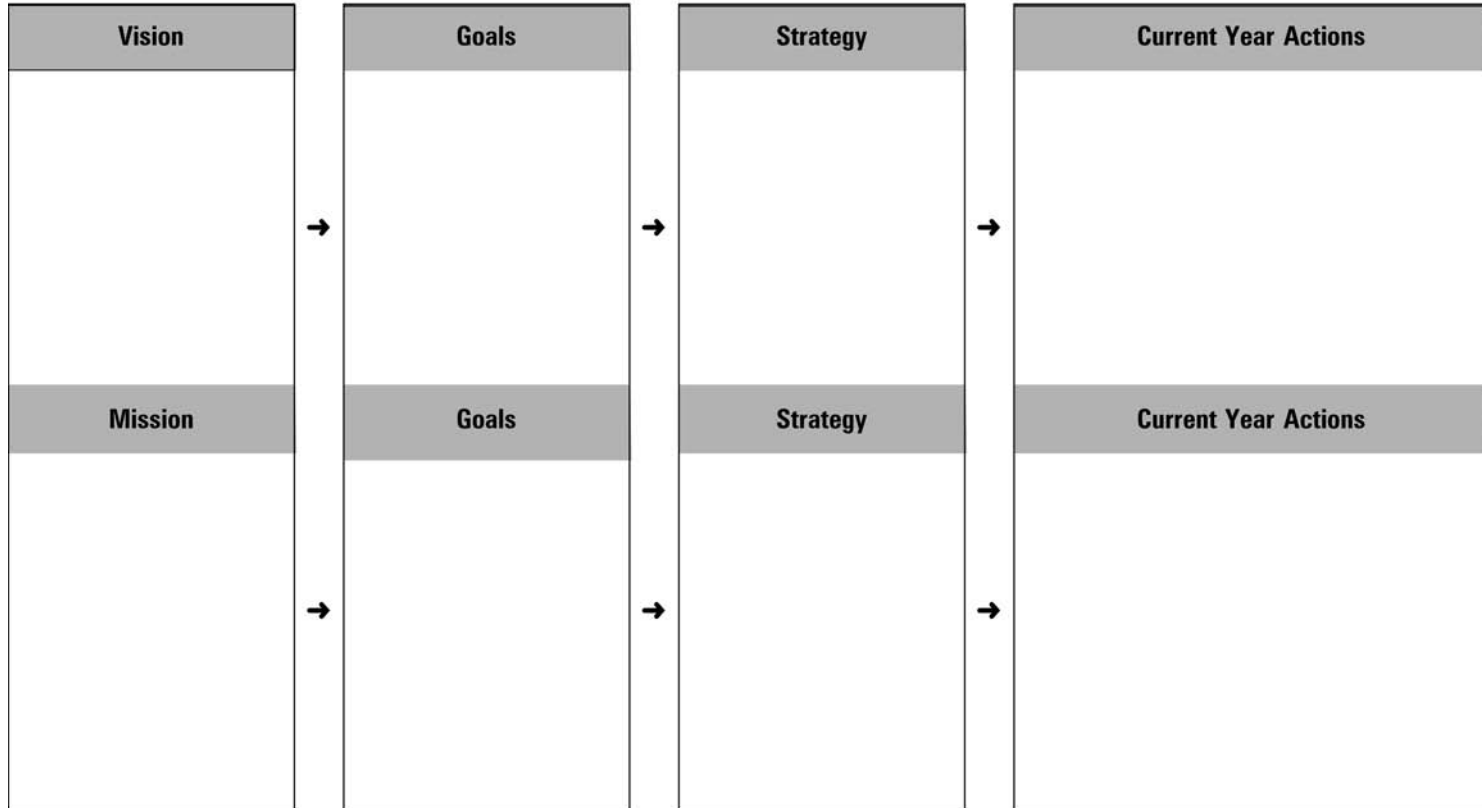 Vision
Goals
Strategy
Current Year Actions
➜
➜
➜
Mission
Goals
Strategy
Current Year Actions
➜
➜
➜